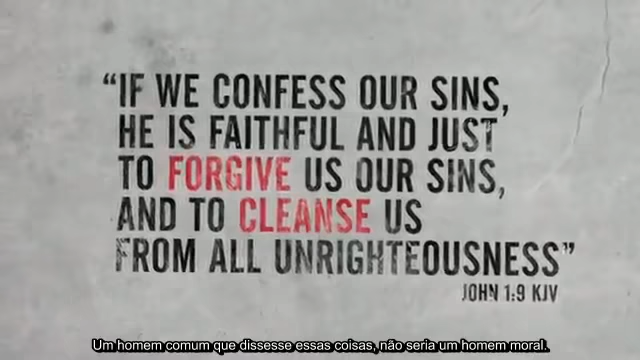 “IF WE CONFESS OUR SINS,
HE IS FAITHFUL AND JUST
TO FORGIVE US OUR SINS,
AND TO CLEANSE US
FROM ALL UNRIGHTEOUSNESS”
JOHN 1:9 KJV
Um homem comum que dissesse essas coisas, não seria um homem moral.